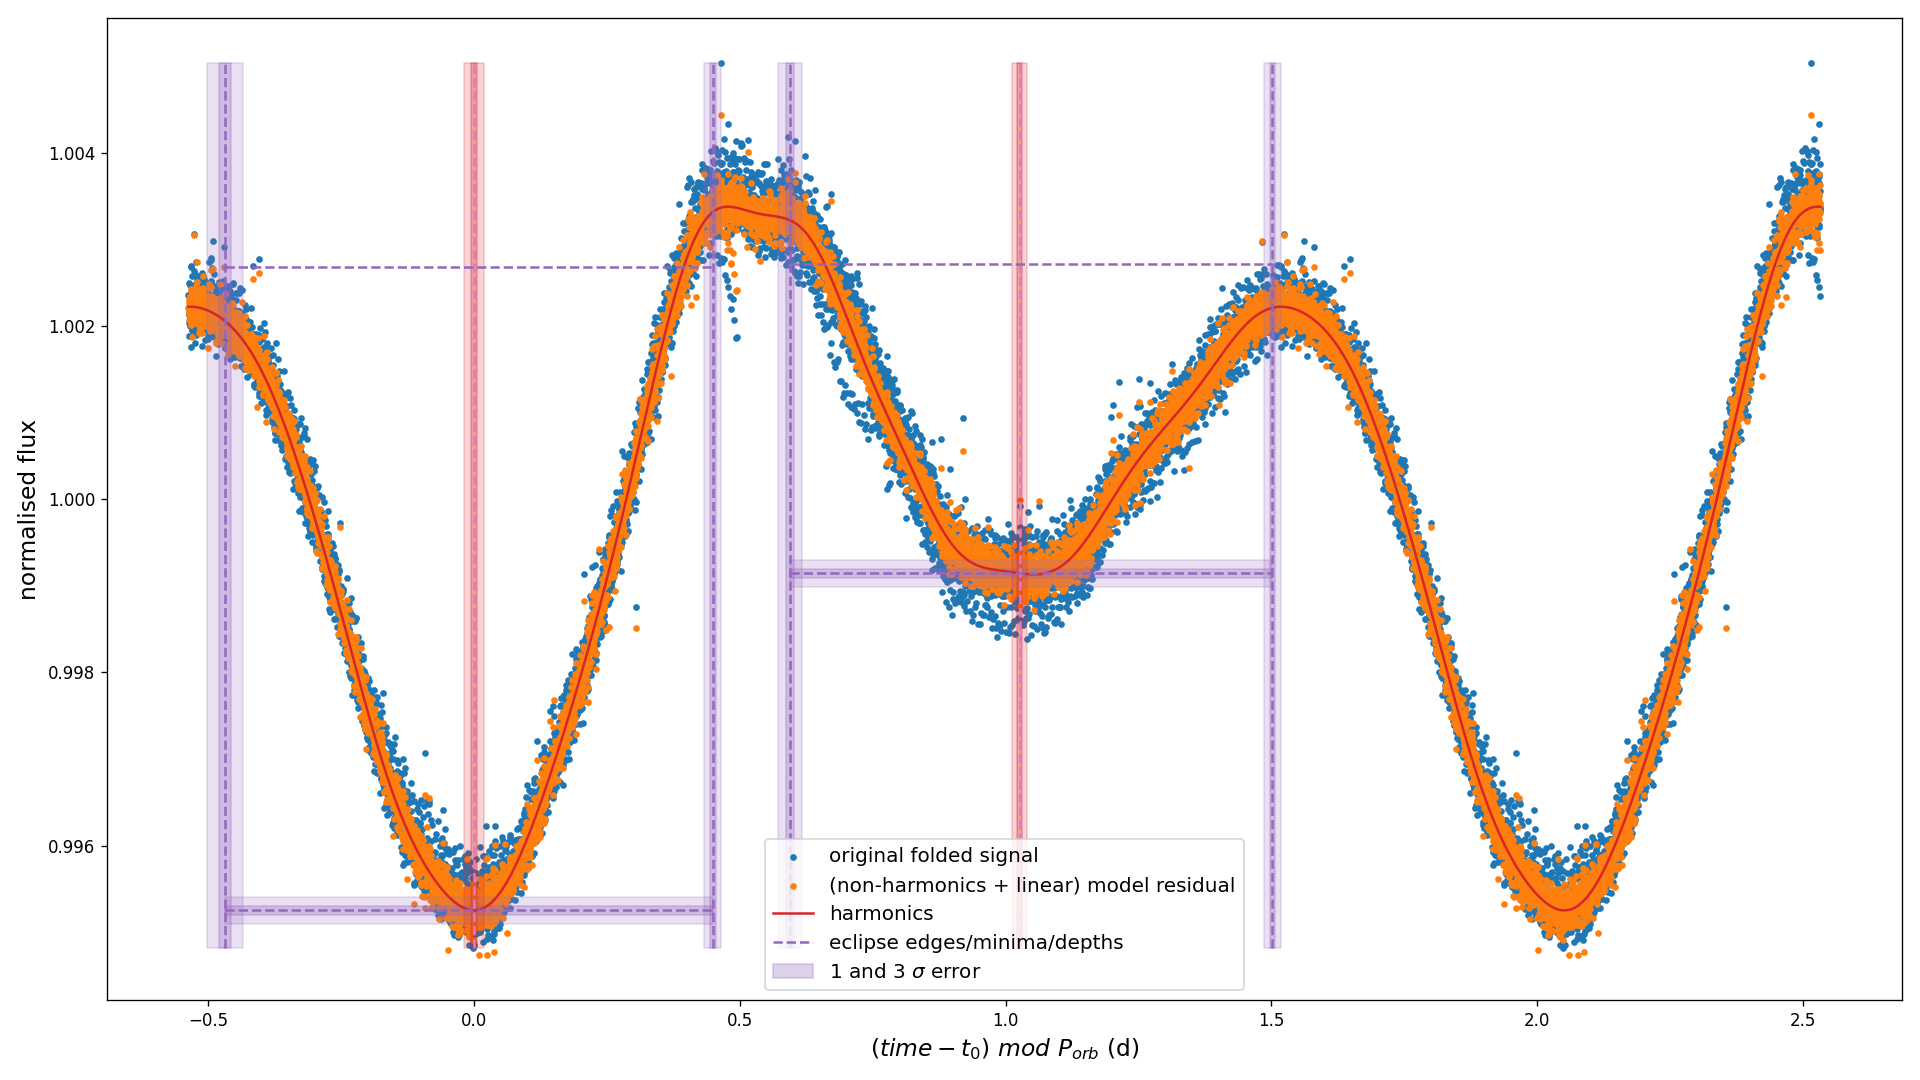 normalised flux
1.004
1.002
1.000
0.998
0.996
original folded signal
(non-harmonics + linear) model residual
harmonics
eclipse edges/minima/depths
1 and 3 σ error
−0.5
0.0
0.5
1.0
1.5
2.0
2.5
(time − t₀) mod Pₒᵣb (d)